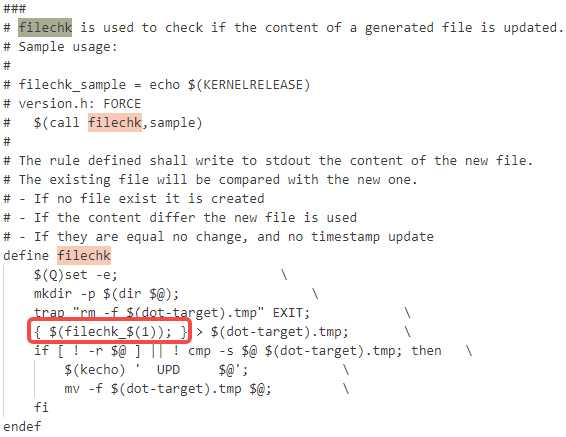 ###
# filechk is used to check if the content of a generated file is updated.
# Sample usage:
#
# filechk_sample = echo $(KERNELRELEASE)
# version.h: FORCE
#   $(call filechk,sample)
#
# The rule defined shall write to stdout the content of the new file.
# The existing file will be compared with the new one.
# - If no file exist it is created
# - If the content differ the new file is used
# - If they are equal no change, and no timestamp update
define filechk
    $(Q)set -e;                     \
    mkdir -p $(dir $@);                 \
    trap "rm -f $(dot-target).tmp" EXIT;            \
    { $(filechk_$(1)); } > $(dot-target).tmp;       \
    if [ ! -r $@ ] || ! cmp -s $@ $(dot-target).tmp; then   \
        $(kecho) '  UPD     $@';            \
        mv -f $(dot-target).tmp $@;         \
    fi
endef